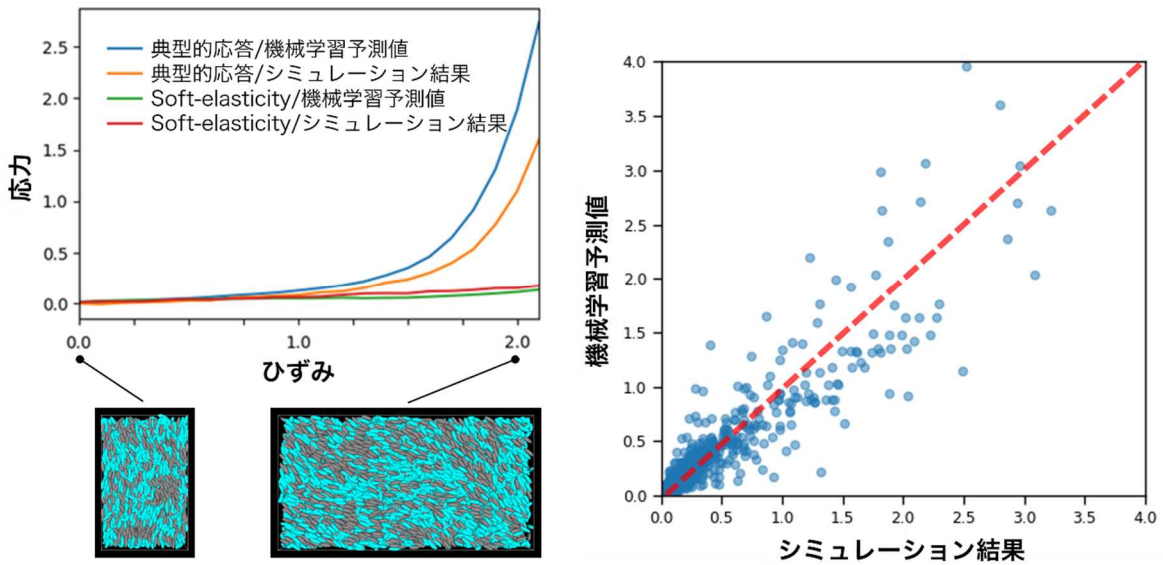 2.5
2.0
1.5
1.0
0.5
0.0
応力
典型的応答/機械学習予測値
典型的応答/シミュレーション結果
Soft-elasticity/機械学習予測値
Soft-elasticity/シミュレーション結果
0.0 1.0 2.0
ひずみ
4.0
3.5
3.0
2.5
2.0
1.5
1.0
0.5
0.0
機械学習予測値
0.0 0.5 1.0 1.5 2.0 2.5 3.0 3.5 4.0
シミュレーション結果